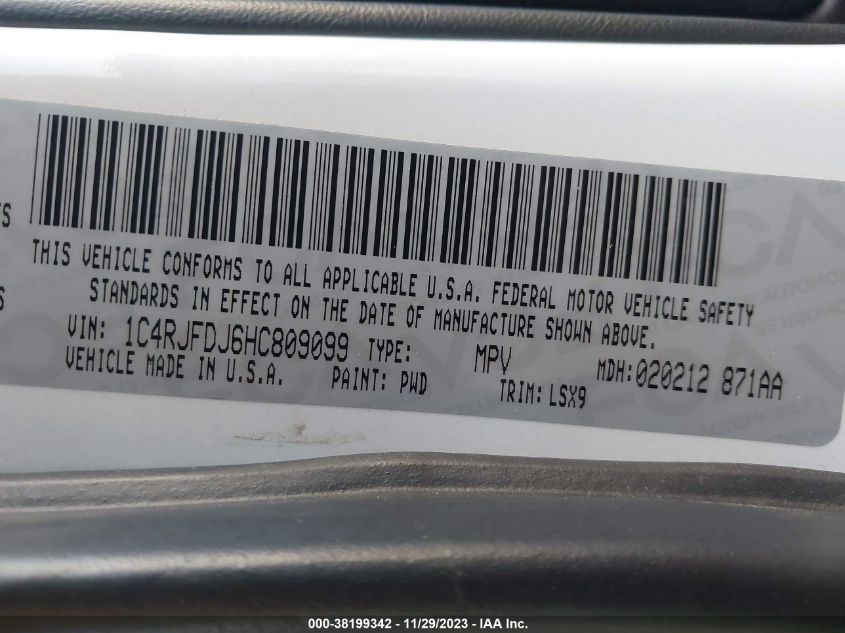 THIS VEHICLE CONFORMS TO ALL APPLICABLE U.S.A. FEDERAL MOTOR VEHICLE SAFETY
STANDARDS IN EFFECT ON THE DATE OF MANUFACTURE SHOWN ABOVE.
VIN: 1C4RJFDJ6HC809099 TYPE: MPV MDH:020212 871AA
VEHICLE MADE IN U.S.A. PAINT: PWD TRIM: LSX9
000-38199342 - 11/29/2023 - IAA Inc.